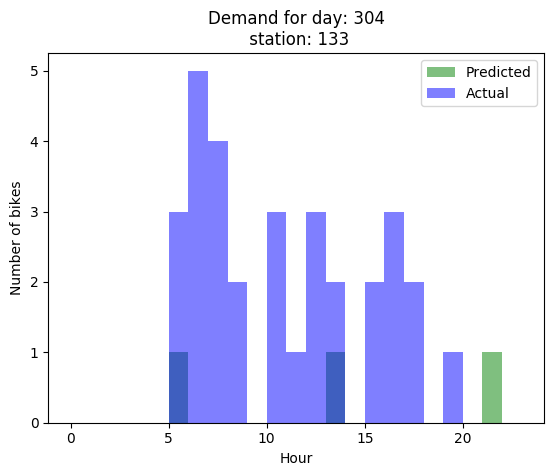 Demand for day: 304
station: 133
Predicted
Actual
5
4
3
2
1
0
Number of bikes
0 5 10 15 20
Hour